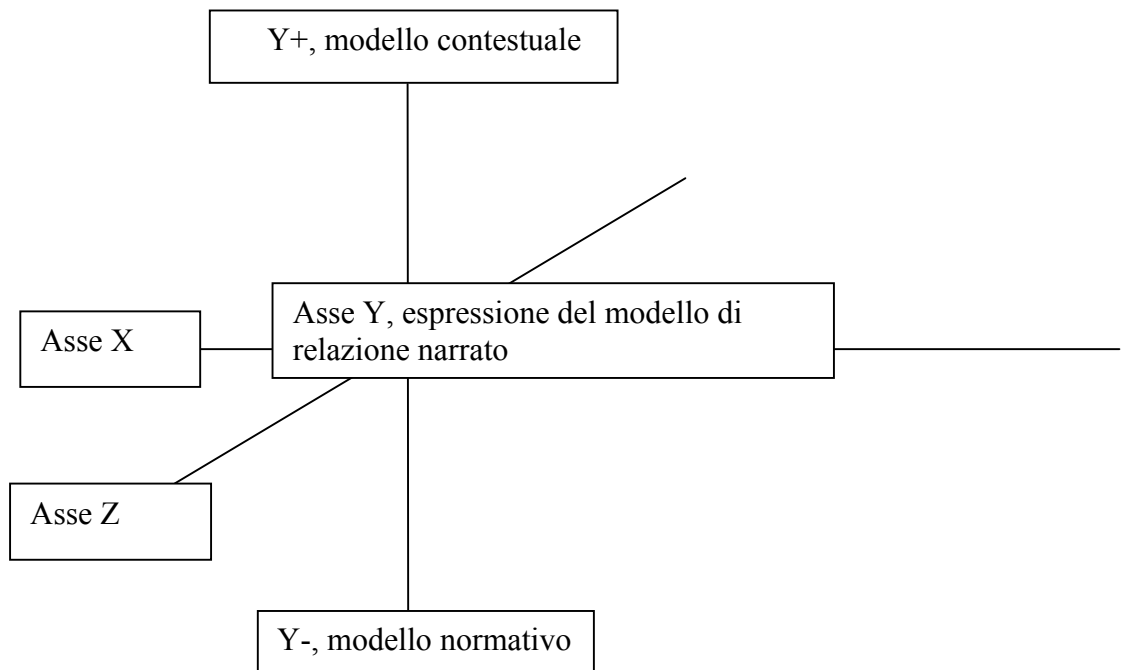 Y+, modello contestuale
Asse Y, espressione del modello di
relazione narrato
Asse X
Asse Z
Y-, modello normativo